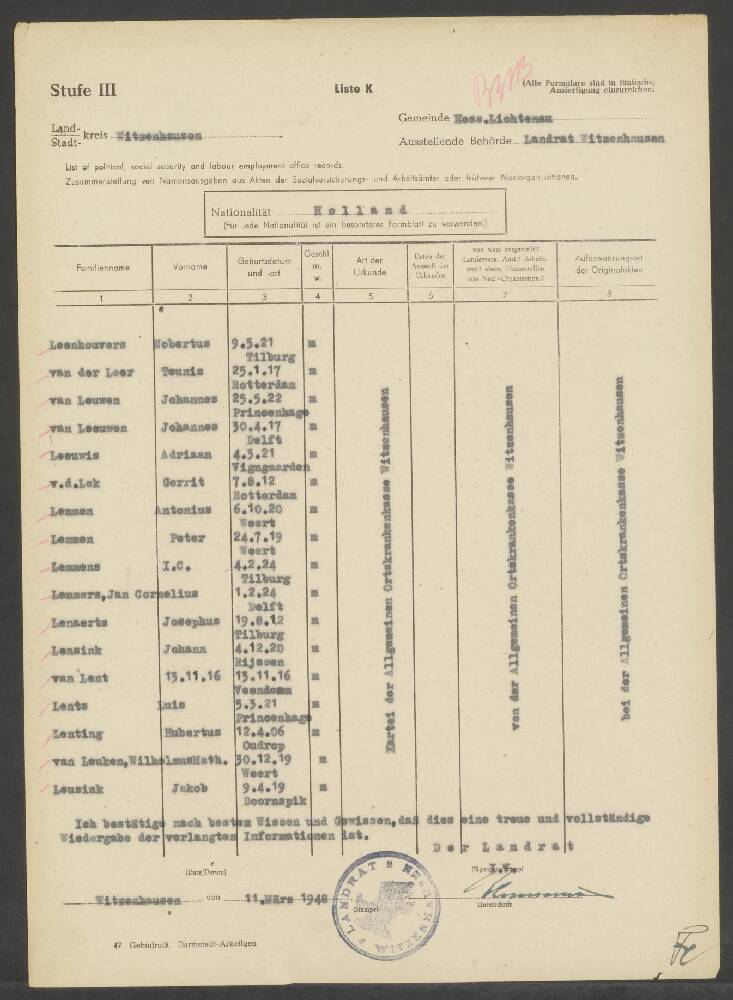 Stufe III
Liste K
(Alle Formulare sind in fünffacher
Ausfertigung einzureichen.
Land-
Stadt-
kreis Witzenhausen
Gemeinde Hess.Lichtenau
Ausstellende Behörde Landrat Witzenhausen
List of political, social security and labour employment office records.
Zusammenstellung von Namensausgaben aus Akten der Sozialversicherungs- und Arbeitsämter oder früherer Naziorganisationen.
Nationalität Holland
(Für jede Nationalität ist ein besonderes Formblatt zu verwenden.)
Familienname Vorname Geburtsdatum und -ort Geschl. m. w. Art der Urkunde Datum der Ausstell. der Urkunden von wem ausgestellt? Aufbewahrungsort der Originalakten
1 2 3 4 5 6 7 8
Leenhouvers Nobertus 9.5.21 m
Tilburg
van der Leer Teunis 25.1.17 m
Rotterdam
van Leuwen Johannes 25.5.22 m
Princenhage
van Leeuwen Johannes 30.4.17 m
Delft
Leeuwis Adriaan 4.3.21 m
v.d.Lek Gerrit 7.8.12 m
Rotterdam
Lemmen Antonius 6.10.20 m
Weert
Lemmen Peter 24.7.19 m
Weert
Lemmens I.C. 4.2.24 m
Tilburg
Lemmers,Jan Cornelius 1.2.24 m
Delft
Lenaerts Josephus 19.8.12 m
Tilburg
Lensink Johann 4.12.20 m
Rijssen
van Lent 13.11.16 13.11.16 m
Veendamm
Lents Luis 5.3.21 m
Princenhage
Lenting Hubertus 12.4.06 m
Oudrop
van Leuken,WilhelmusMath. 30.12.19 m
Weert
Leusink Jakob 9.4.19 m
Doornspik
Kartei der Allgemeinen Ortskrankenkasse Witzenhausen
von der Allgemeinen Ortskrankenkasse Witzenhausen
bei der Allgemeinen Ortskrankenkasse Witzenhausen
Ich bestätige nach bestem Wissen und Gewissen,daß dies eine treue und vollständige
Wiedergabe der verlangten Informationen ist.
Der Landrat
(Date/Datum)
I.V.
Witzenhausen den 11.März 1948
Stempel
Unterschrift
LANDRAT
47 Gebrdruck Darmstadt-Arheilgen